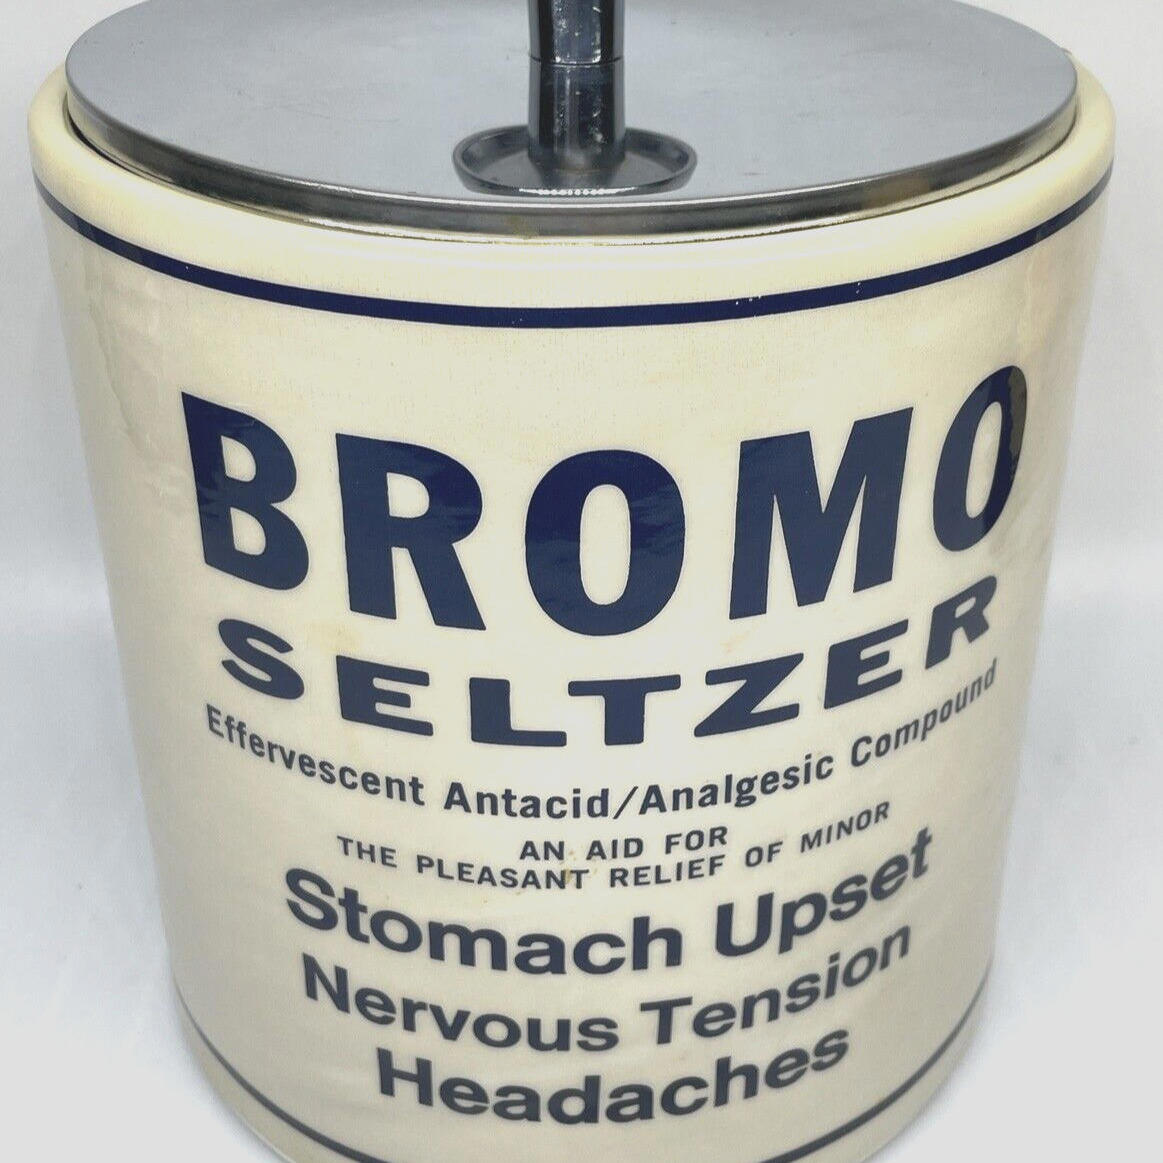 BROMO
SELTZER
Effervescent Antacid/Analgesic Compound
AN AID FOR
THE PLEASANT RELIEF OF MINOR
Stomach Upset
Nervous Tension
Headaches